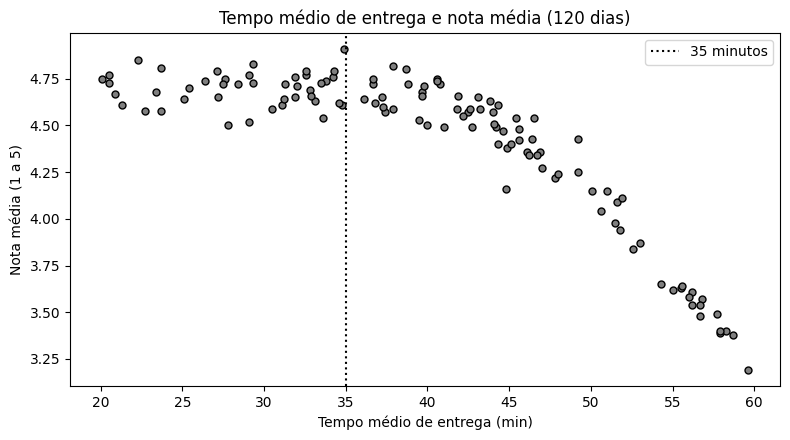 Tempo médio de entrega e nota média (120 dias)
35 minutos
Nota média (1 a 5)
4.75
4.50
4.25
4.00
3.75
3.50
3.25
20 25 30 35 40 45 50 55 60
Tempo médio de entrega (min)